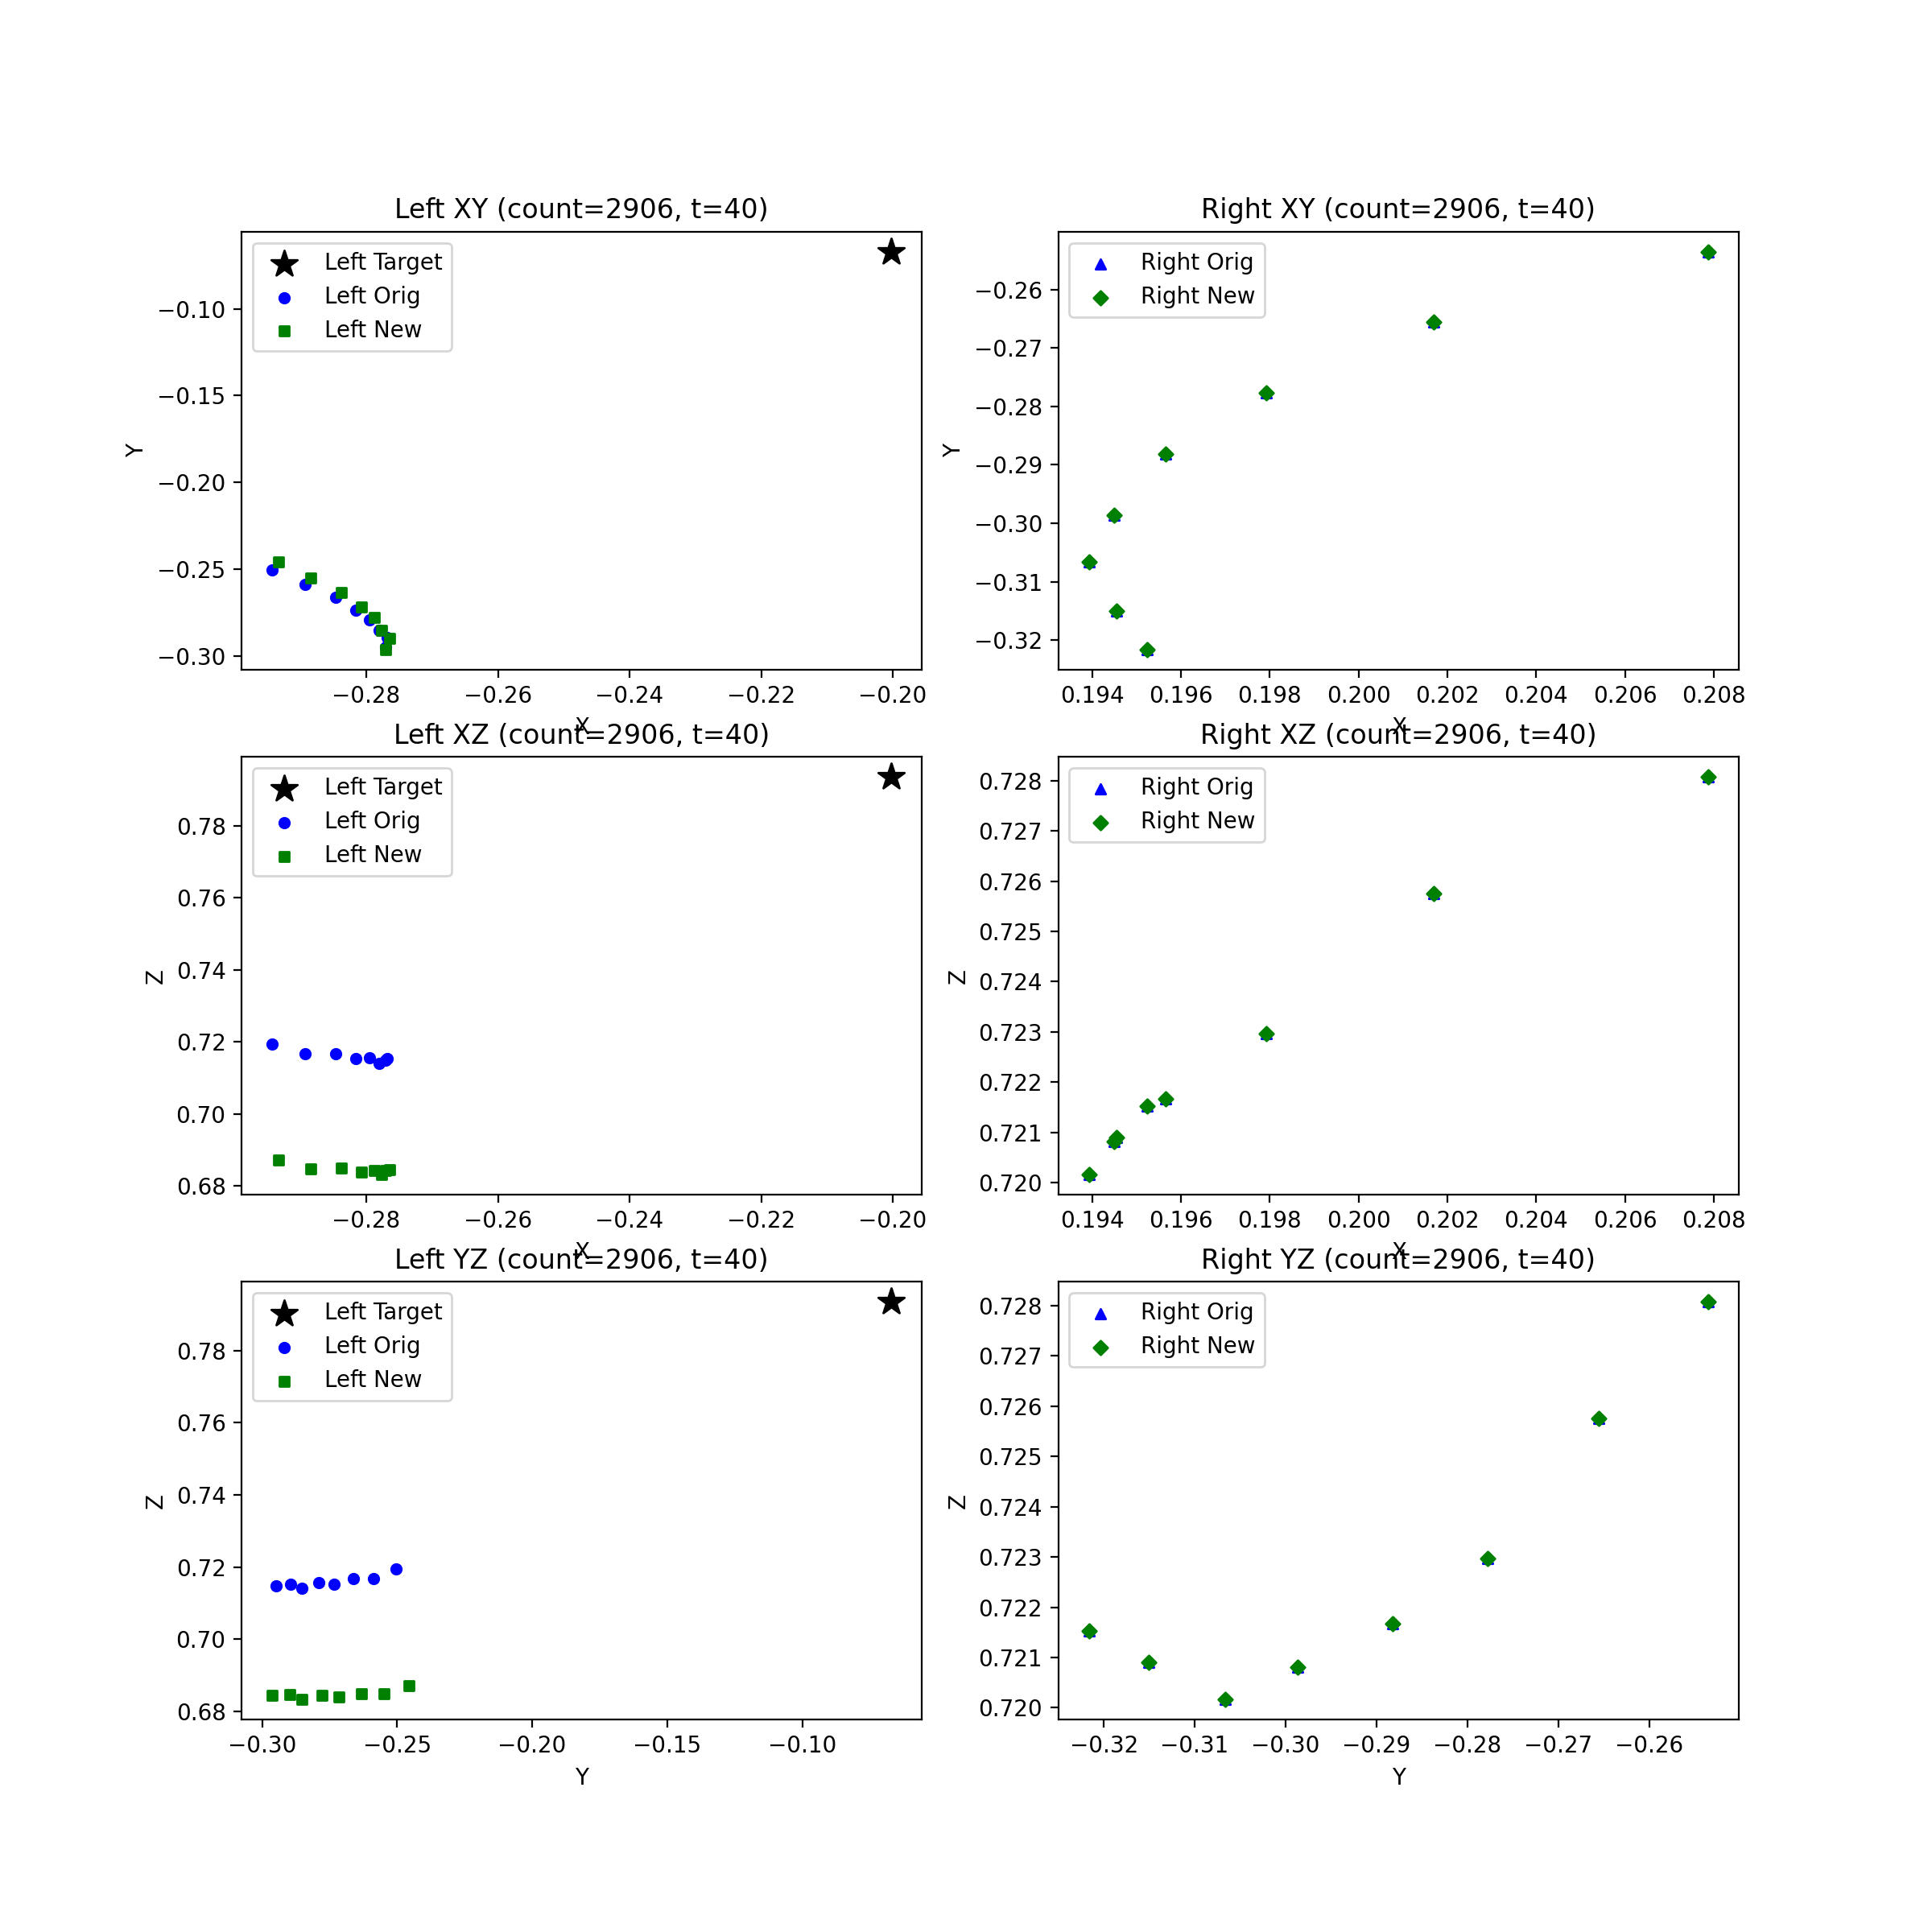 Left XY (count=2906, t=40)
Left Target
Left Orig
Left New
−0.10
−0.15
−0.20
−0.25
−0.30
Y
−0.28
−0.26
−0.24
−0.22
−0.20
X
Right XY (count=2906, t=40)
Right Orig
Right New
−0.26
−0.27
−0.28
−0.29
−0.30
−0.31
−0.32
Y
0.194
0.196
0.198
0.200
0.202
0.204
0.206
0.208
X
Left XZ (count=2906, t=40)
Left Target
Left Orig
Left New
0.78
0.76
0.74
0.72
0.70
0.68
Z
−0.28
−0.26
−0.24
−0.22
−0.20
X
Right XZ (count=2906, t=40)
Right Orig
Right New
0.728
0.727
0.726
0.725
0.724
0.723
0.722
0.721
0.720
Z
0.194
0.196
0.198
0.200
0.202
0.204
0.206
0.208
X
Left YZ (count=2906, t=40)
Left Target
Left Orig
Left New
0.78
0.76
0.74
0.72
0.70
0.68
Z
−0.30
−0.25
−0.20
−0.15
−0.10
Y
Right YZ (count=2906, t=40)
Right Orig
Right New
0.728
0.727
0.726
0.725
0.724
0.723
0.722
0.721
0.720
Z
−0.32
−0.31
−0.30
−0.29
−0.28
−0.27
−0.26
Y